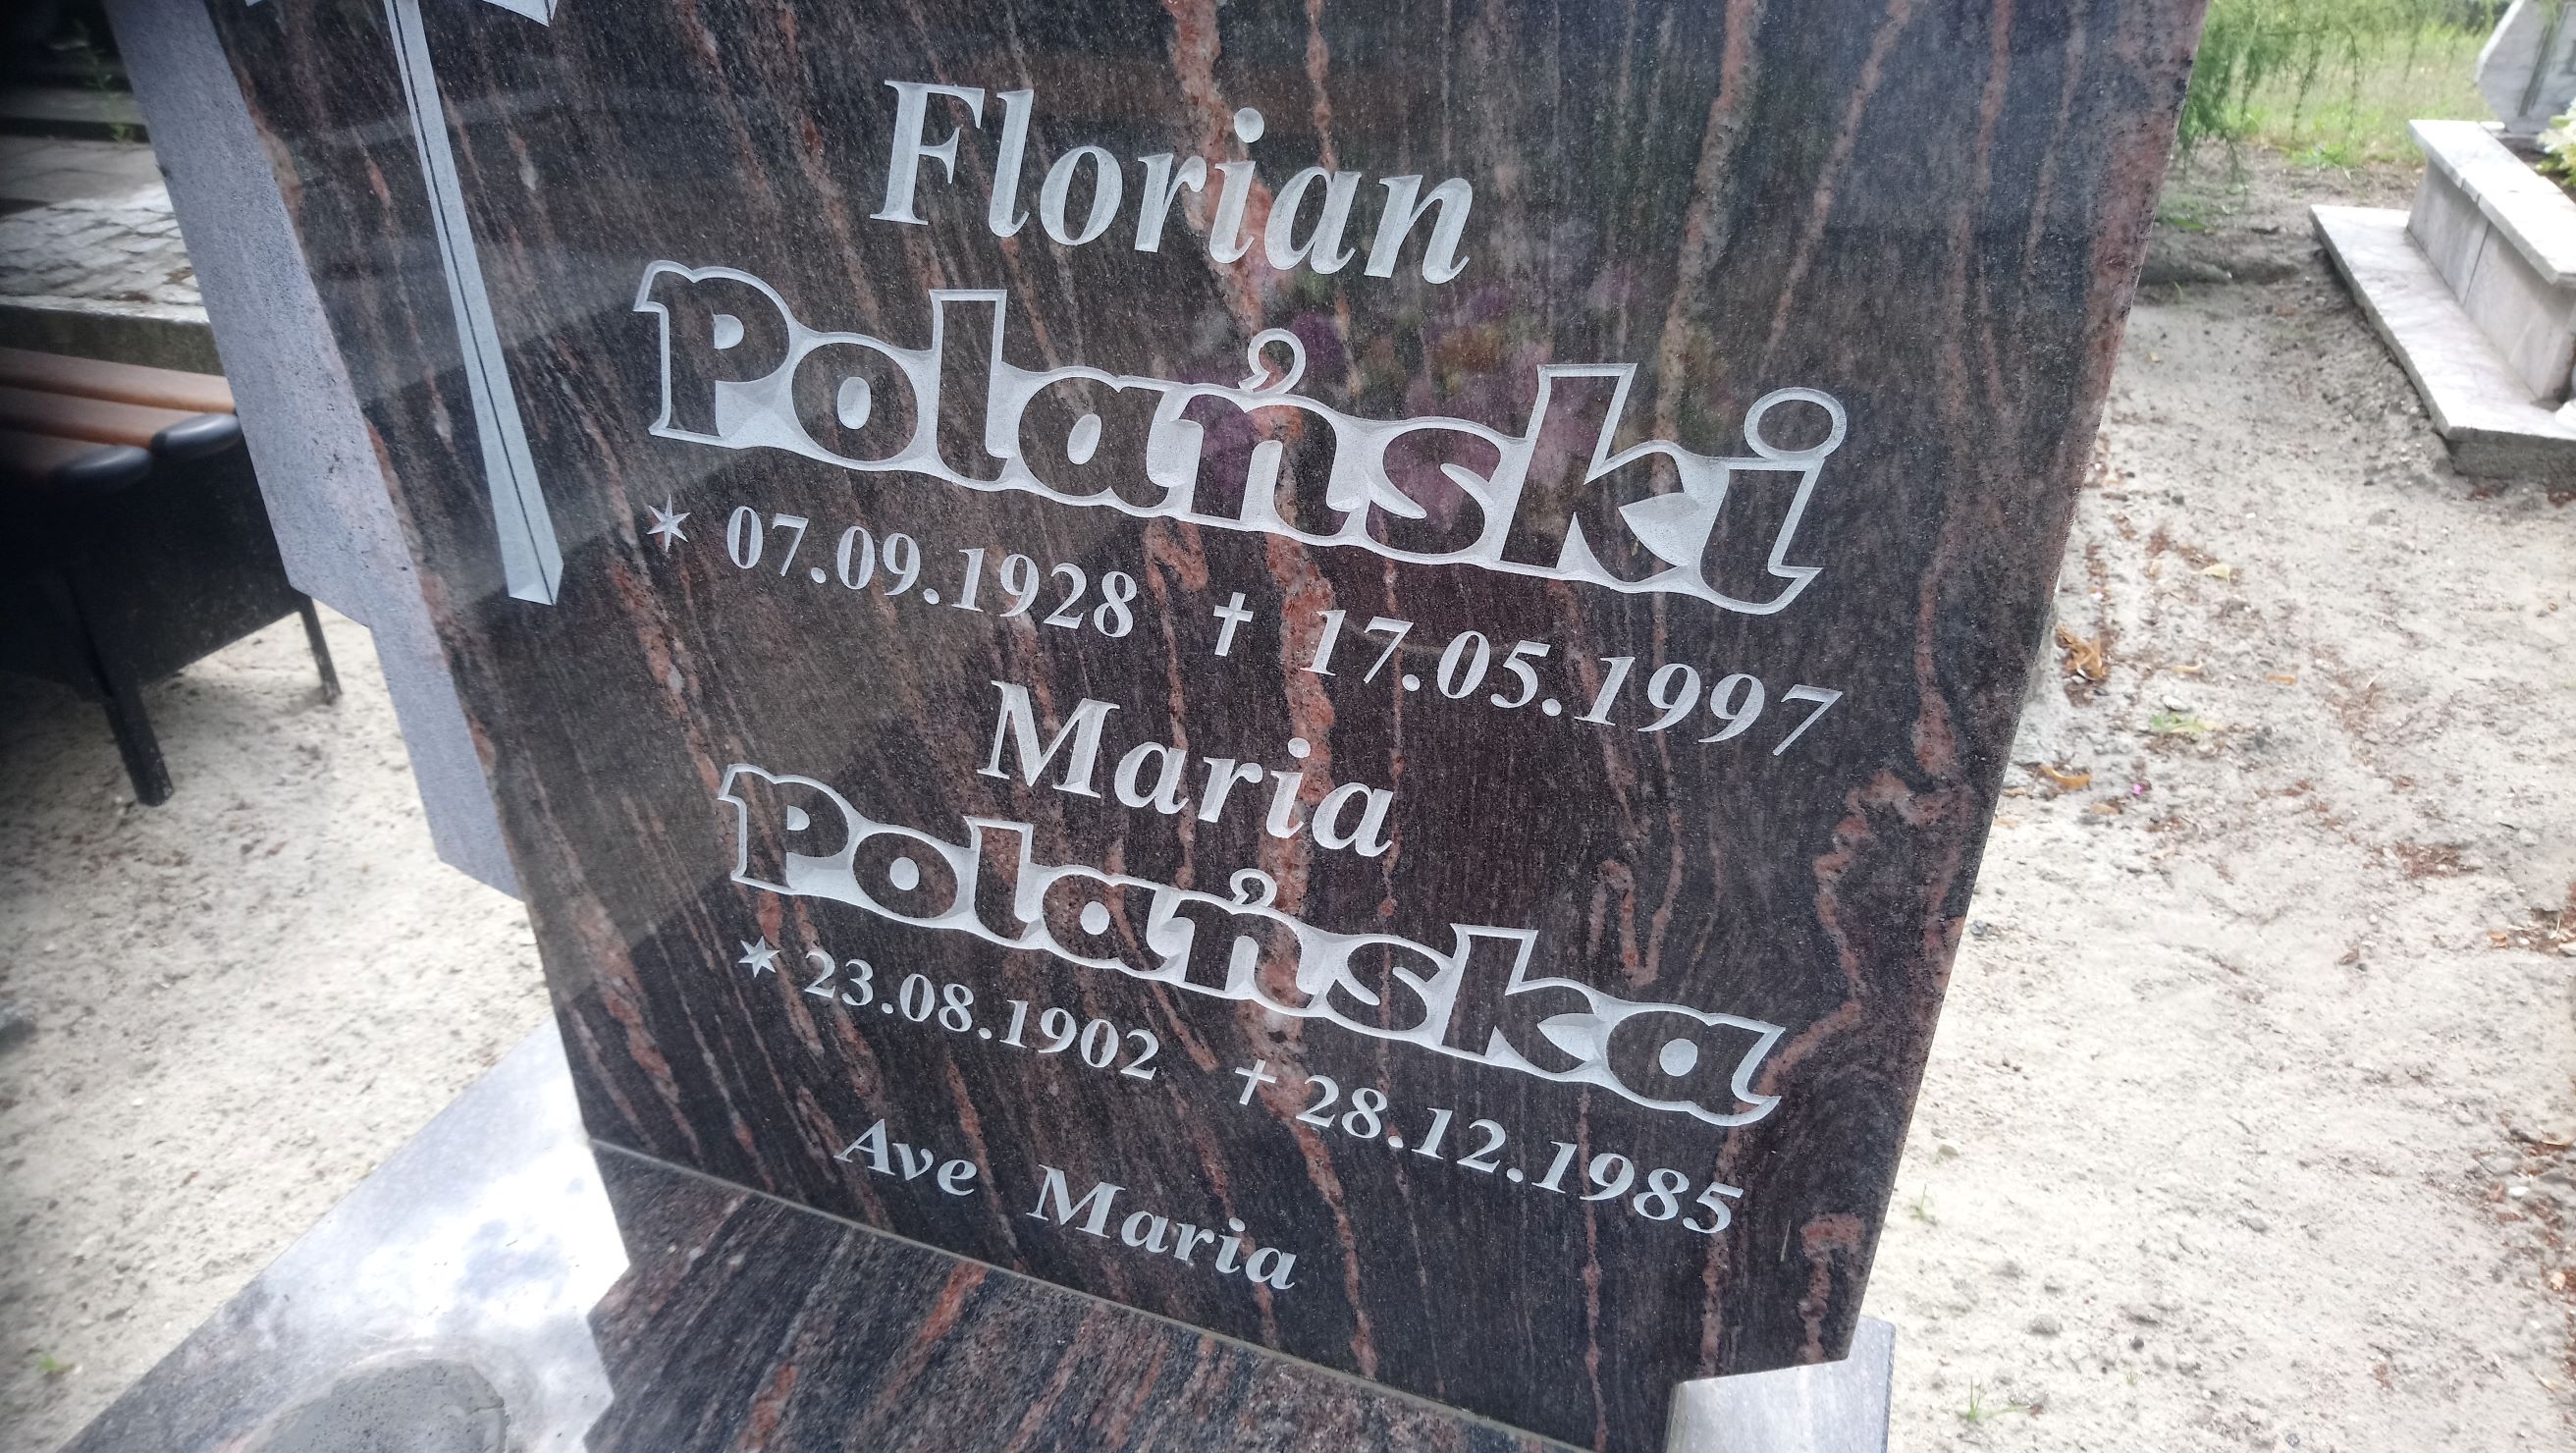 Florian
Polański
* 07.09.1928 † 17.05.1997
Maria
Polańska
* 23.08.1902 † 28.12.1985
Ave Maria